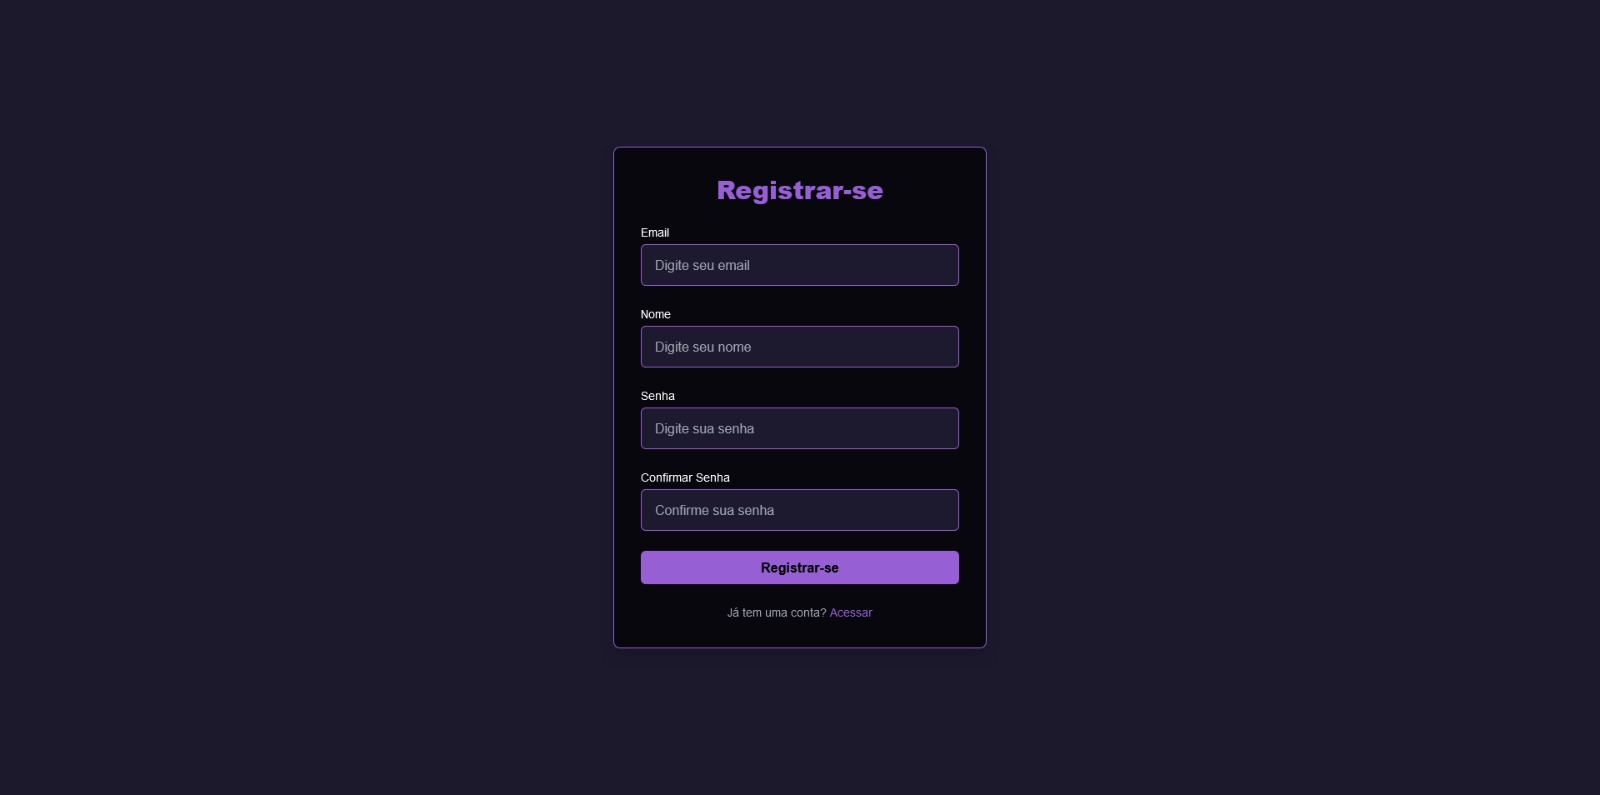 Registrar-se
Email
Digite seu email
Nome
Digite seu nome
Senha
Digite sua senha
Confirmar Senha
Confirme sua senha
Registrar-se
Já tem uma conta? Acessar